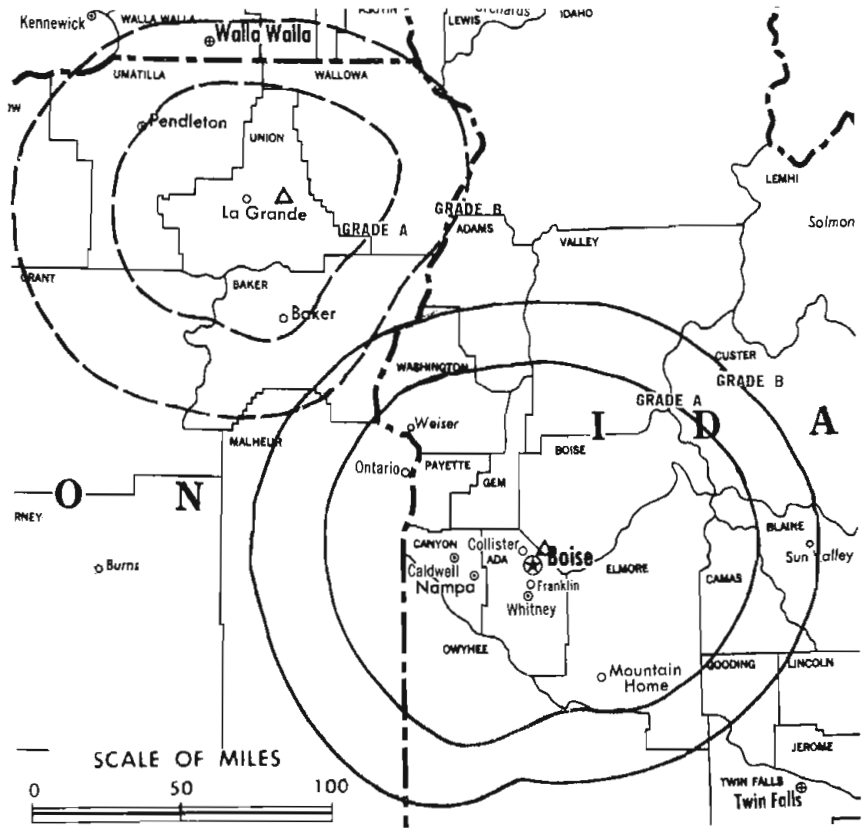 Kennewick
WALLA WALLA
Walla Walla
LEWIS
Orchards
IDAHO
UMATILLA
WALLOWA
OW
Pendleton
UNION
LEMHI
La Grande
GRADE A
GRADE B
ADAMS
VALLEY
Salmon
GRANT
BAKER
Baker
WASHINGTON
CUSTER
GRADE B
GRADE A
MALHEUR
Weiser
I D A
BOISE
Ontario
PAYETTE
GEM
O N
RNEY
BLAINE
CANYON
Collister
Boise
Sun Valley
Burns
ADA
Caldwell
ELMORE
CAMAS
Nampa
Franklin
Whitney
OWYHEE
GOODING
LINCOLN
Mountain
Home
SCALE OF MILES
JEROME
0 50 100
TWIN FALLS
Twin Falls